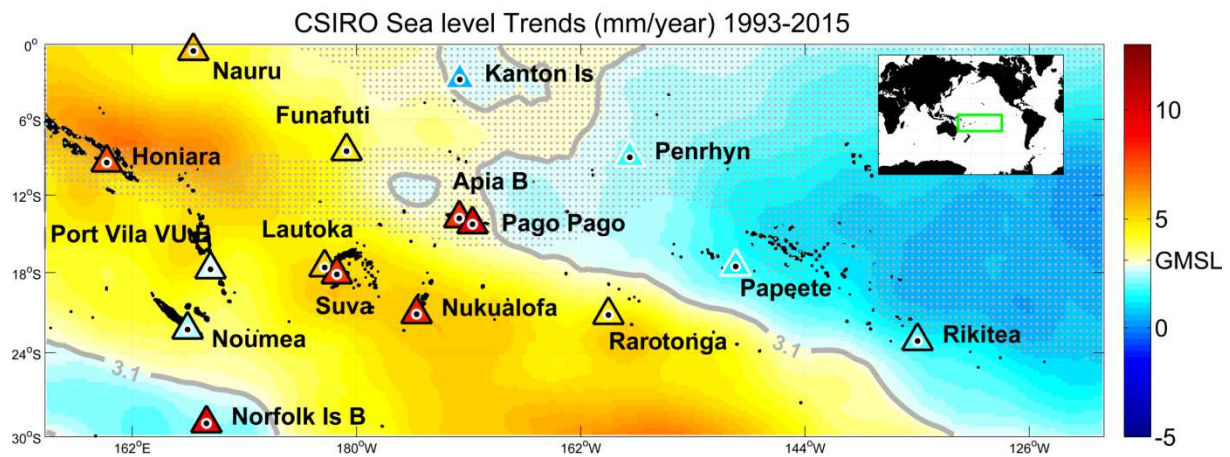 CSIRO Sea level Trends (mm/year) 1993-2015
0°
Nauru
Kanton Is
10
6°S
Funafuti
Honiara
Penrhyn
12°S
Apia B
5
Pago Pago
Port Vila VU B
Lautoka
GMSL
18°S
Suva
Papeete
Nukualofa
0
Noumea
Rarotonga
Rikitea
24°S
3.1
3.1
Norfolk Is B
30°S
-5
162°E
180°W
162°W
144°W
126°W